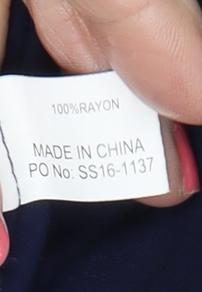 100%RAYON
MADE IN CHINA
PO No: SS16-1137